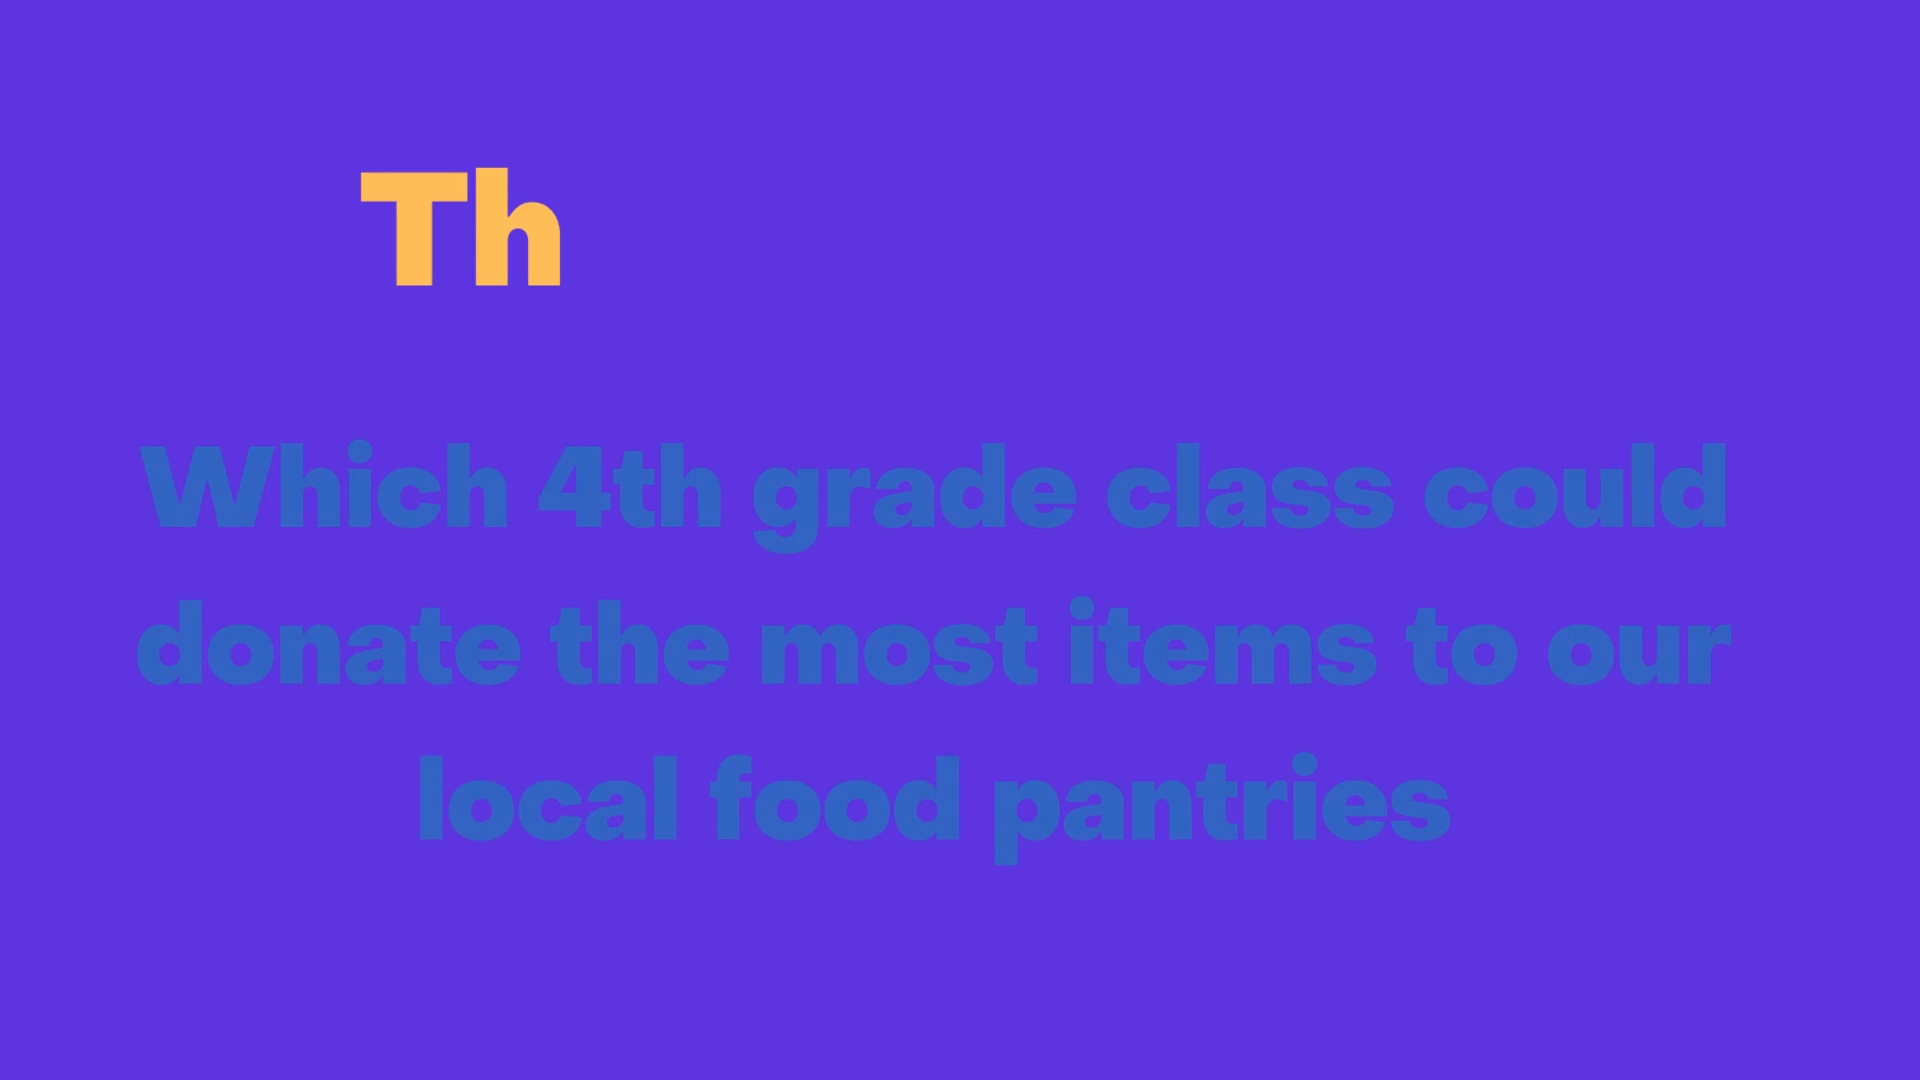 Th
Which 4th grade class could
donate the most items to our
local food pantries